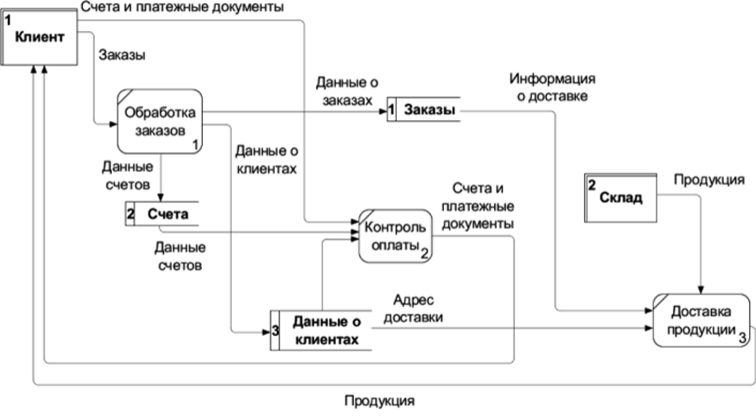 Счета и платежные документы
1
Клиент
Заказы
Данные о
заказах
Информация
о доставке
1 Заказы
Обработка
заказов
1
Данные о
клиентах
Данные
счетов
Счета и
платежные
документы
2
Склад
Продукция
2 Счета
Контроль
оплаты
2
Данные
счетов
Адрес
доставки
3
Данные о
клиентах
Доставка
продукции
3
Продукция